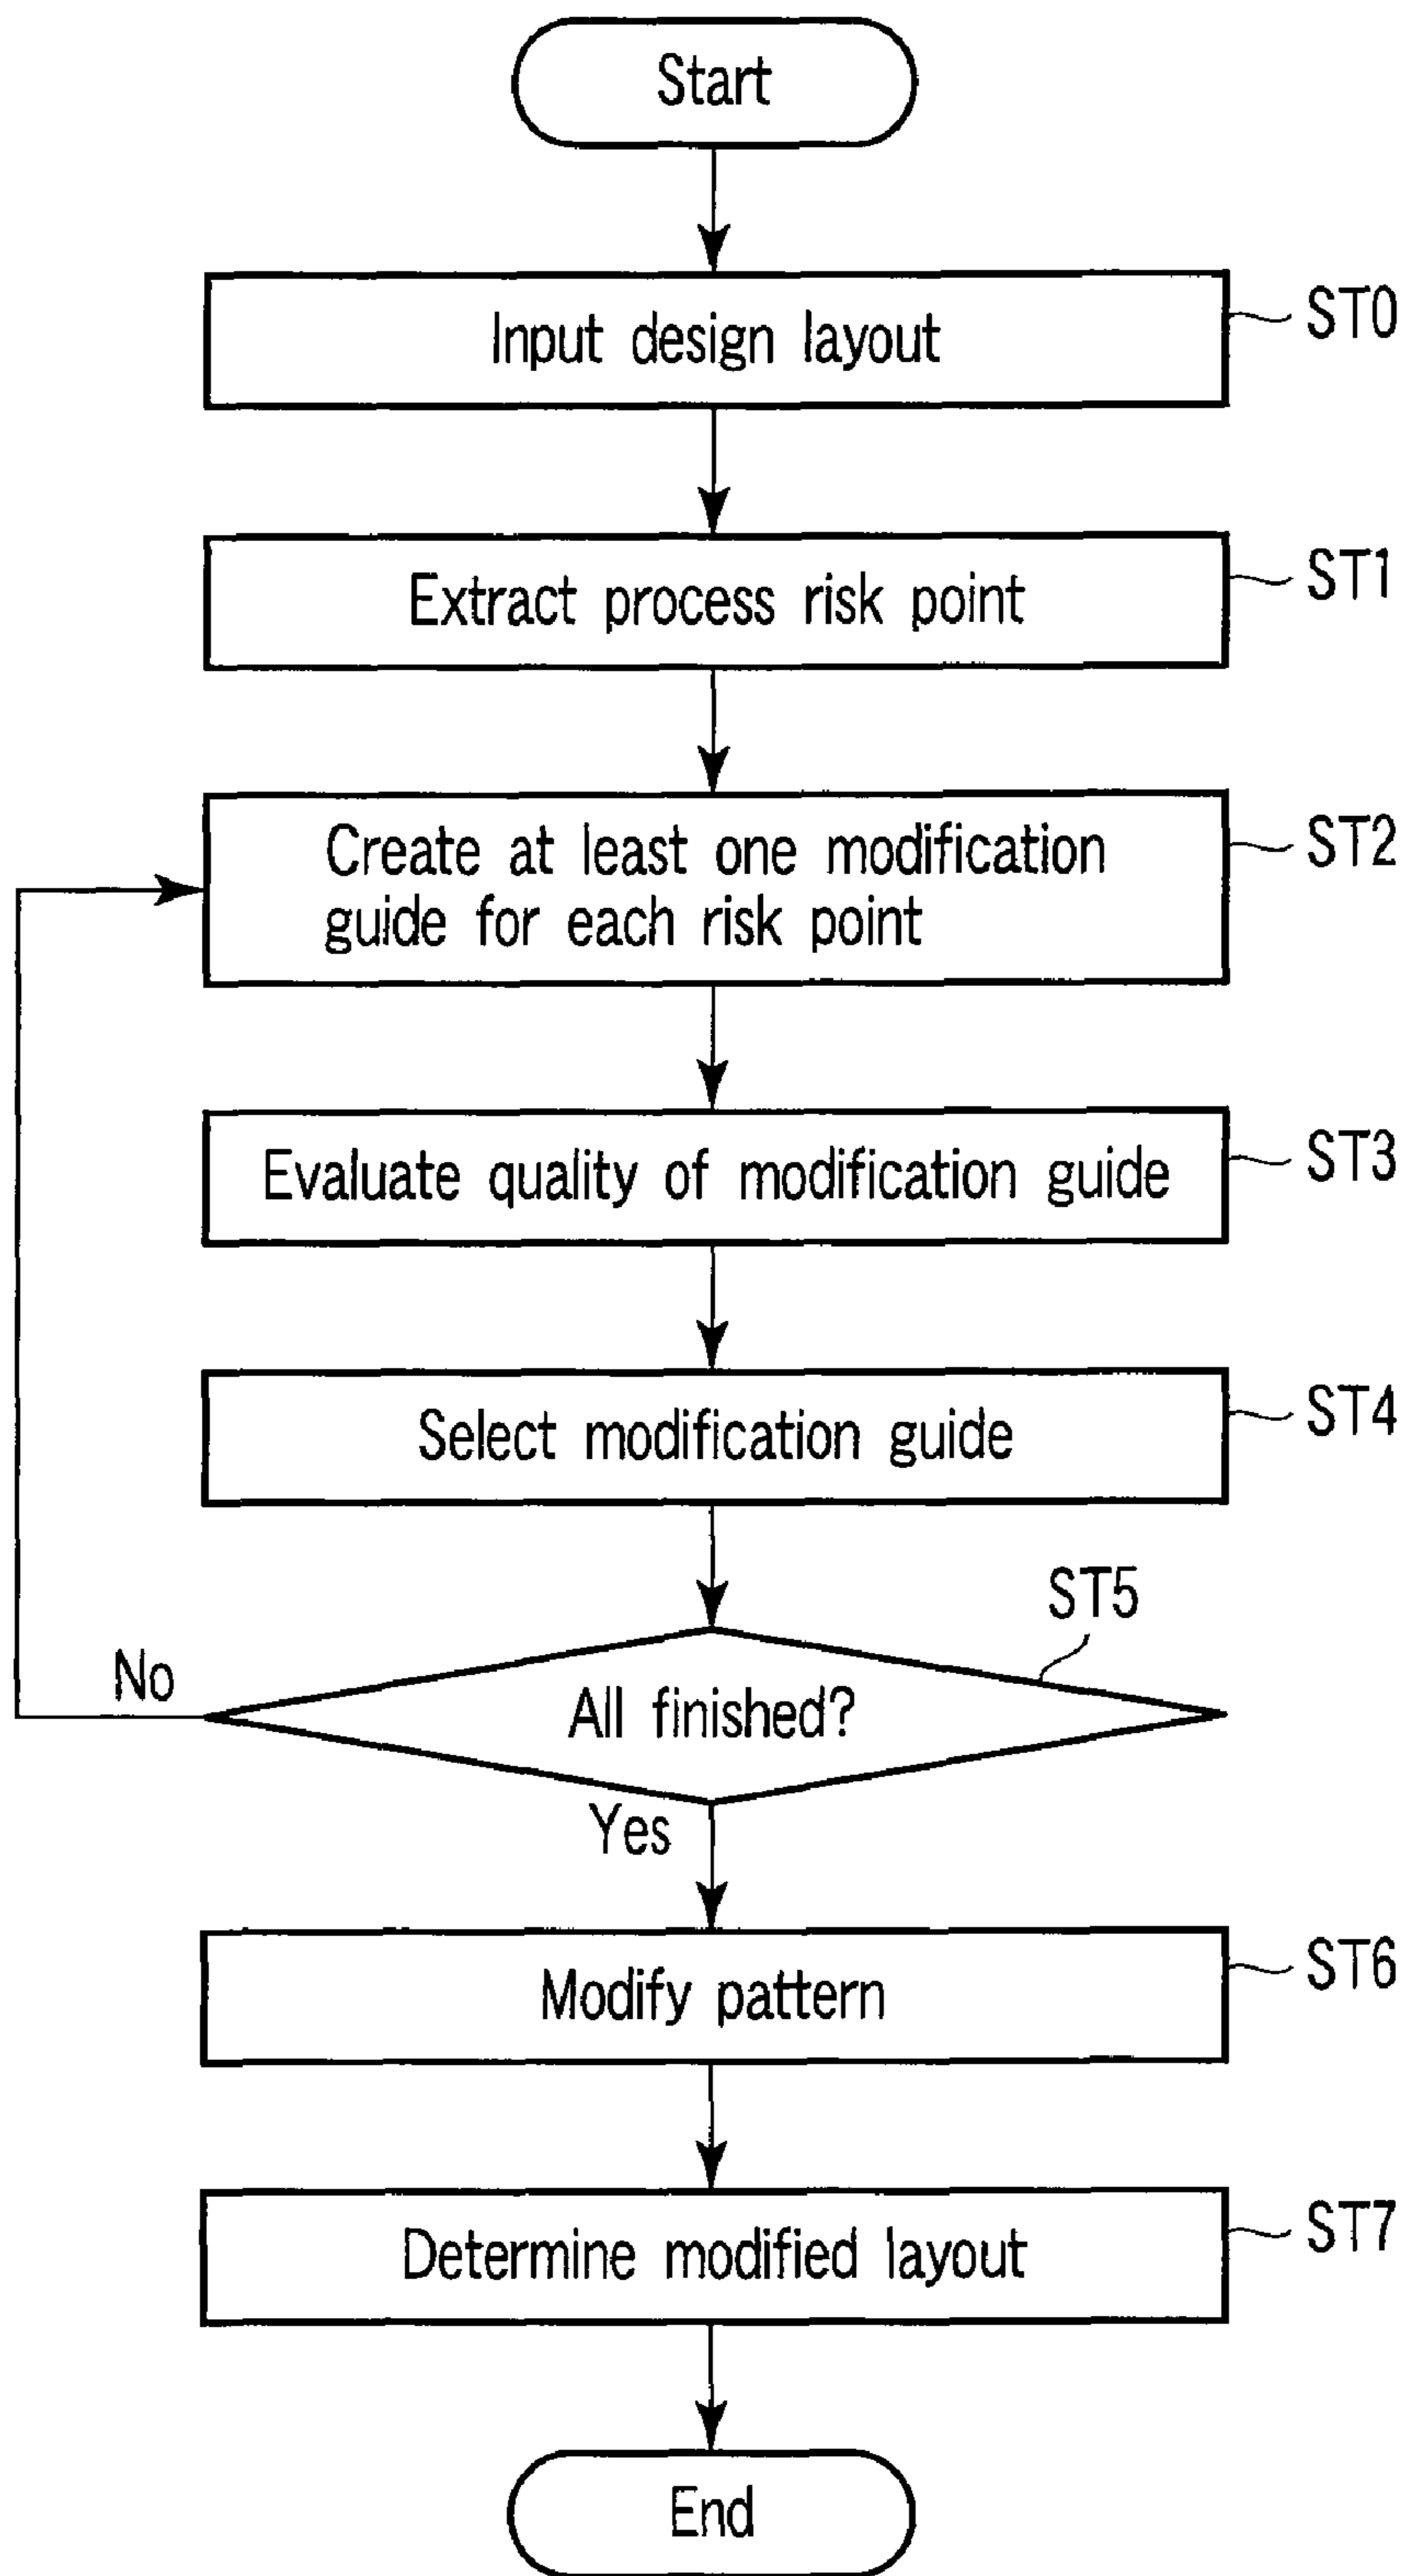 Start
Input design layout
ST0
Extract process risk point
ST1
Create at least one modification
guide for each risk point
ST2
Evaluate quality of modification guide
ST3
Select modification guide
ST4
ST5
No
All finished?
Yes
Modify pattern
ST6
Determine modified layout
ST7
End